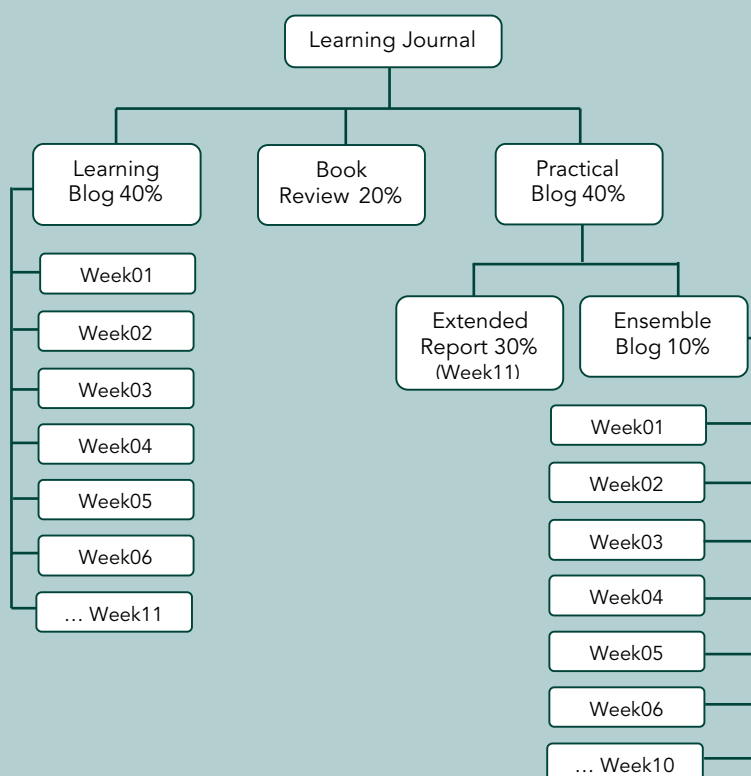 Learning Journal
Learning
Blog 40%
Book
Review 20%
Practical
Blog 40%
Week01
Week02
Week03
Week04
Week05
Week06
... Week11
Extended
Report 30%
(Week11)
Ensemble
Blog 10%
Week01
Week02
Week03
Week04
Week05
Week06
... Week10